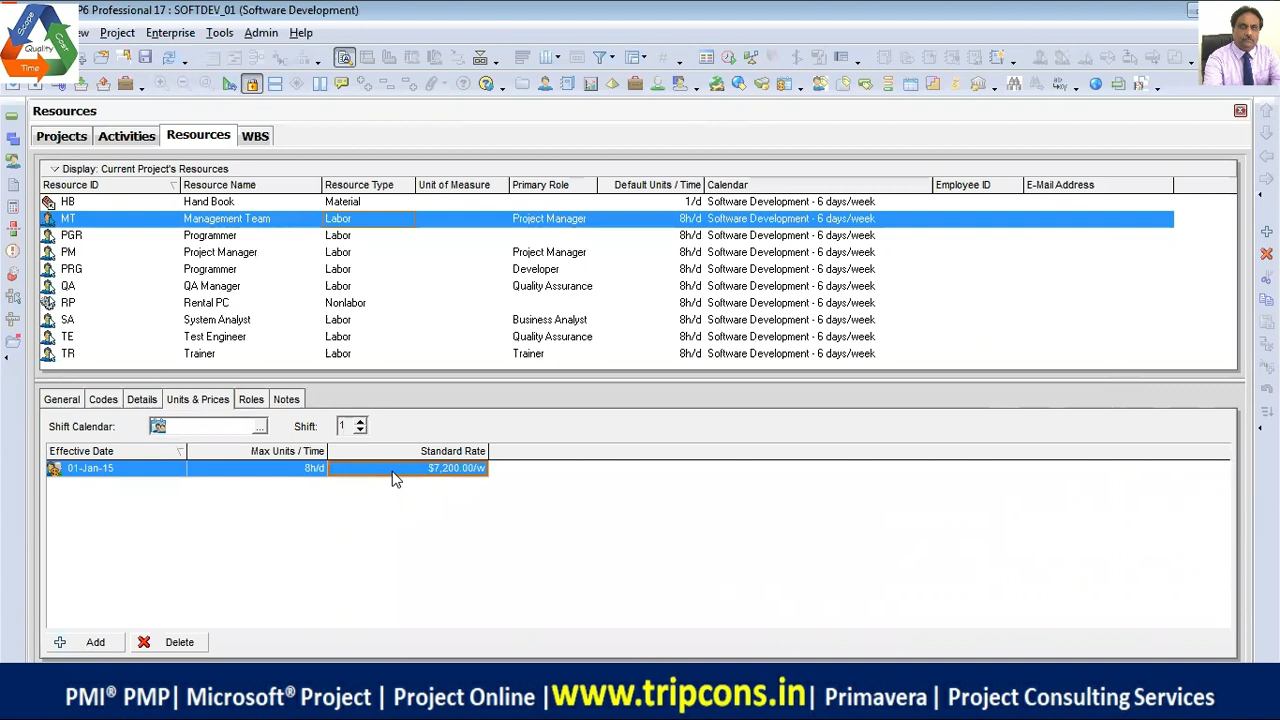 P6 Professional 17 : SOFTDEV_01 (Software Development)
Project Enterprise Tools Admin Help
Scope
Quality
Cost
Time
Resources
Projects Activities Resources WBS
Display: Current Project's Resources
Resource ID Resource Name Resource Type Unit of Measure Primary Role Default Units / Time Calendar Employee ID E-Mail Address
HB Hand Book Material 1/d Software Development - 6 days/week
MT Management Team Labor Project Manager 8h/d Software Development - 6 days/week
PGR Programmer Labor 8h/d Software Development - 6 days/week
PM Project Manager Labor Project Manager 8h/d Software Development - 6 days/week
PRG Programmer Labor Developer 8h/d Software Development - 6 days/week
QA QA Manager Labor Quality Assurance 8h/d Software Development - 6 days/week
RP Rental PC Nonlabor 8h/d Software Development - 6 days/week
SA System Analyst Labor Business Analyst 8h/d Software Development - 6 days/week
TE Test Engineer Labor Quality Assurance 8h/d Software Development - 6 days/week
TR Trainer Labor Trainer 8h/d Software Development - 6 days/week
General Codes Details Units & Prices Roles Notes
Shift Calendar: ... Shift: 1
Effective Date Max Units / Time Standard Rate
01-Jan-15 8h/d $7,200.00/w
Add Delete
PMI® PMP| Microsoft® Project | Project Online |www.tripcons.in| Primavera | Project Consulting Services